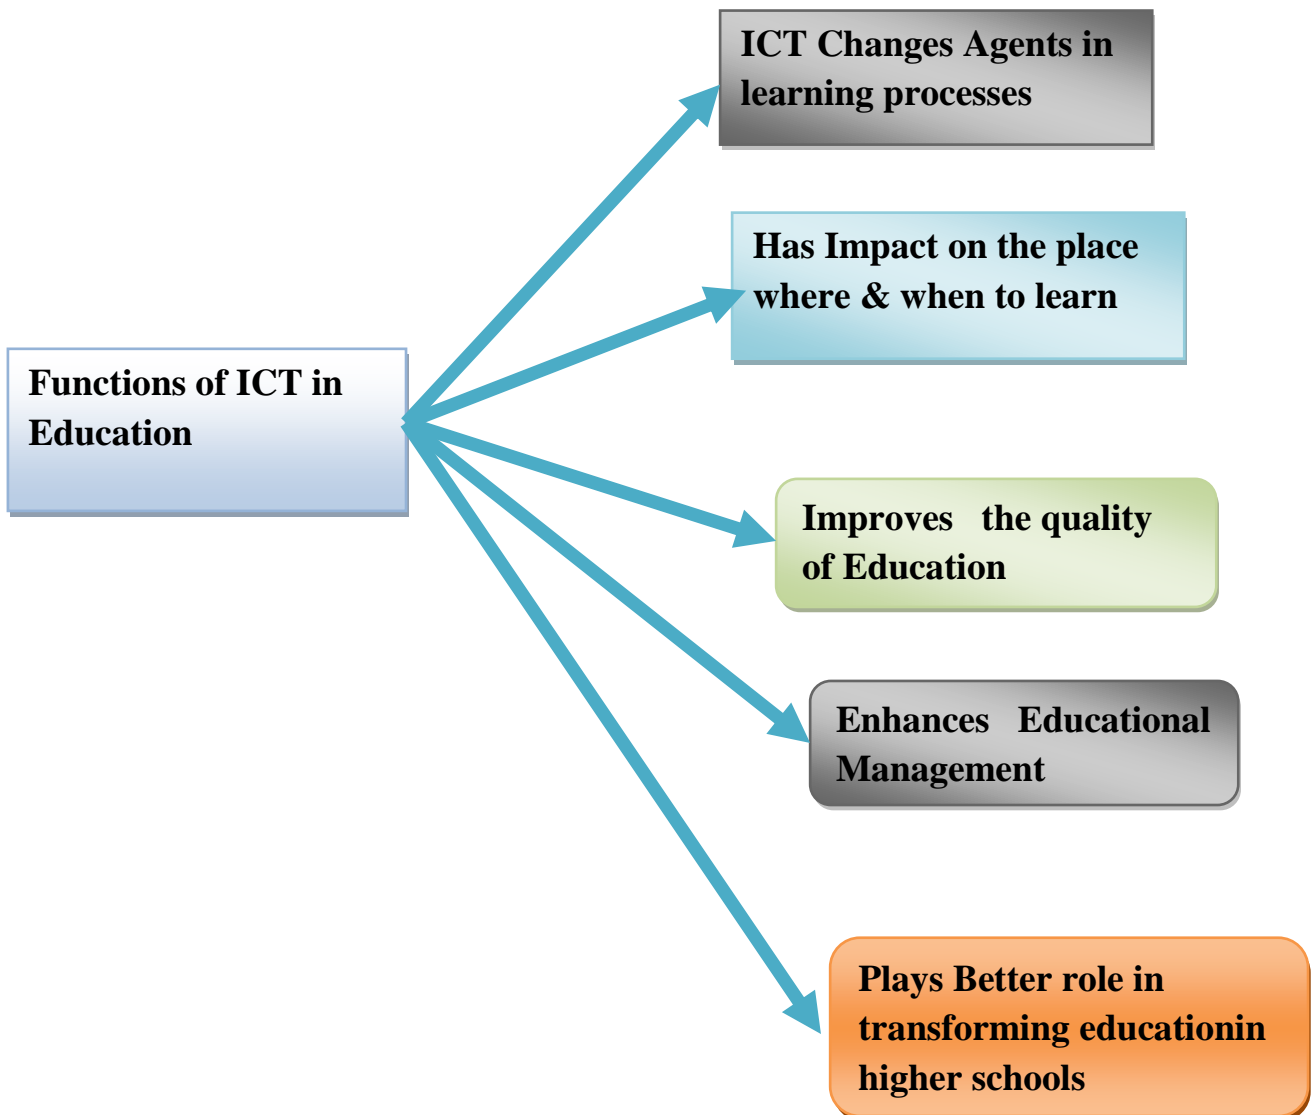 ICT Changes Agents in
learning processes
Has Impact on the place
where & when to learn
Functions of ICT in
Education
Improves the quality
of Education
Enhances Educational
Management
Plays Better role in
transforming educationin
higher schools